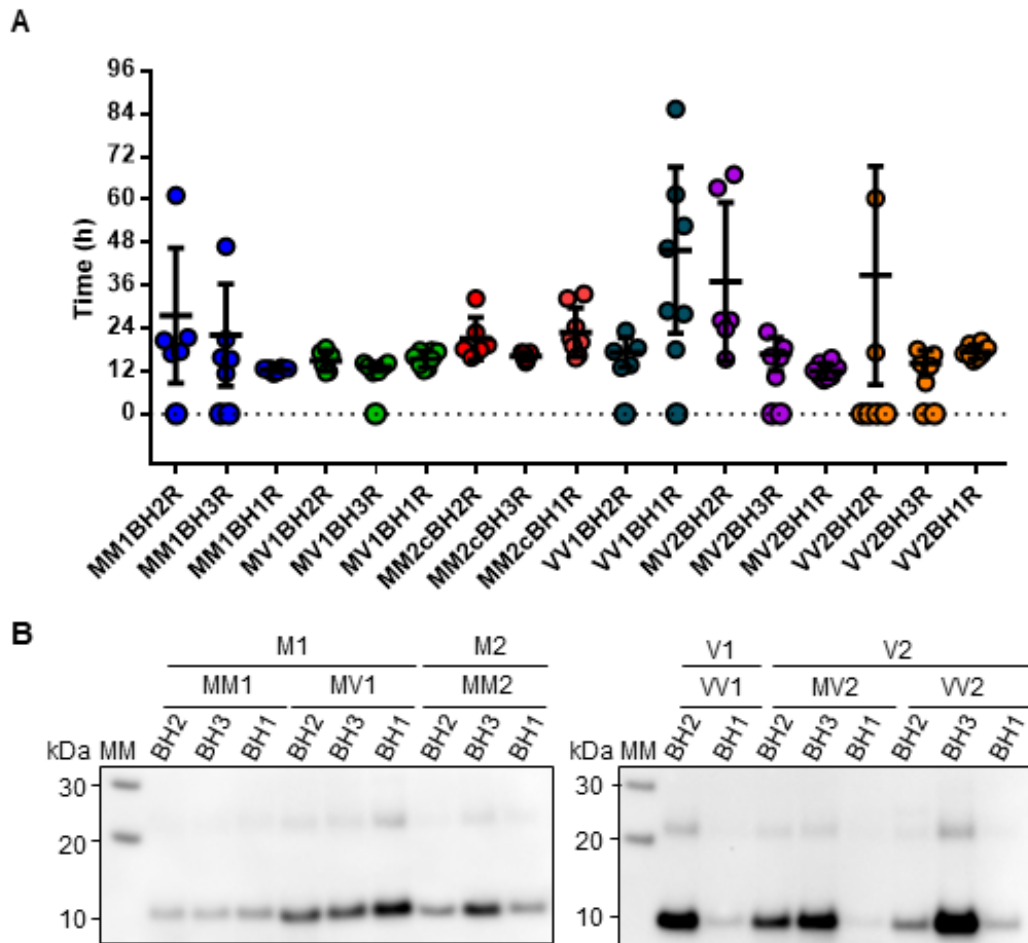 A
Time (h)
96
84
72
60
48
36
24
12
0
MM1BH2R
MM1BH3R
MM1BH1R
MV1BH2R
MV1BH3R
MV1BH1R
MM2cBH2R
MM2cBH3R
MM2cBH1R
VV1BH2R
VV1BH1R
MV2BH2R
MV2BH3R
MV2BH1R
VV2BH2R
VV2BH3R
VV2BH1R
B
M1 M2
MM1 MV1 MM2
kDa MM BH2 BH3 BH1 BH2 BH3 BH1 BH2 BH3 BH1
30
20
10
V1 V2
VV1 MV2 VV2
kDa MM BH2 BH1 BH2 BH3 BH1 BH2 BH3 BH1
30
20
10